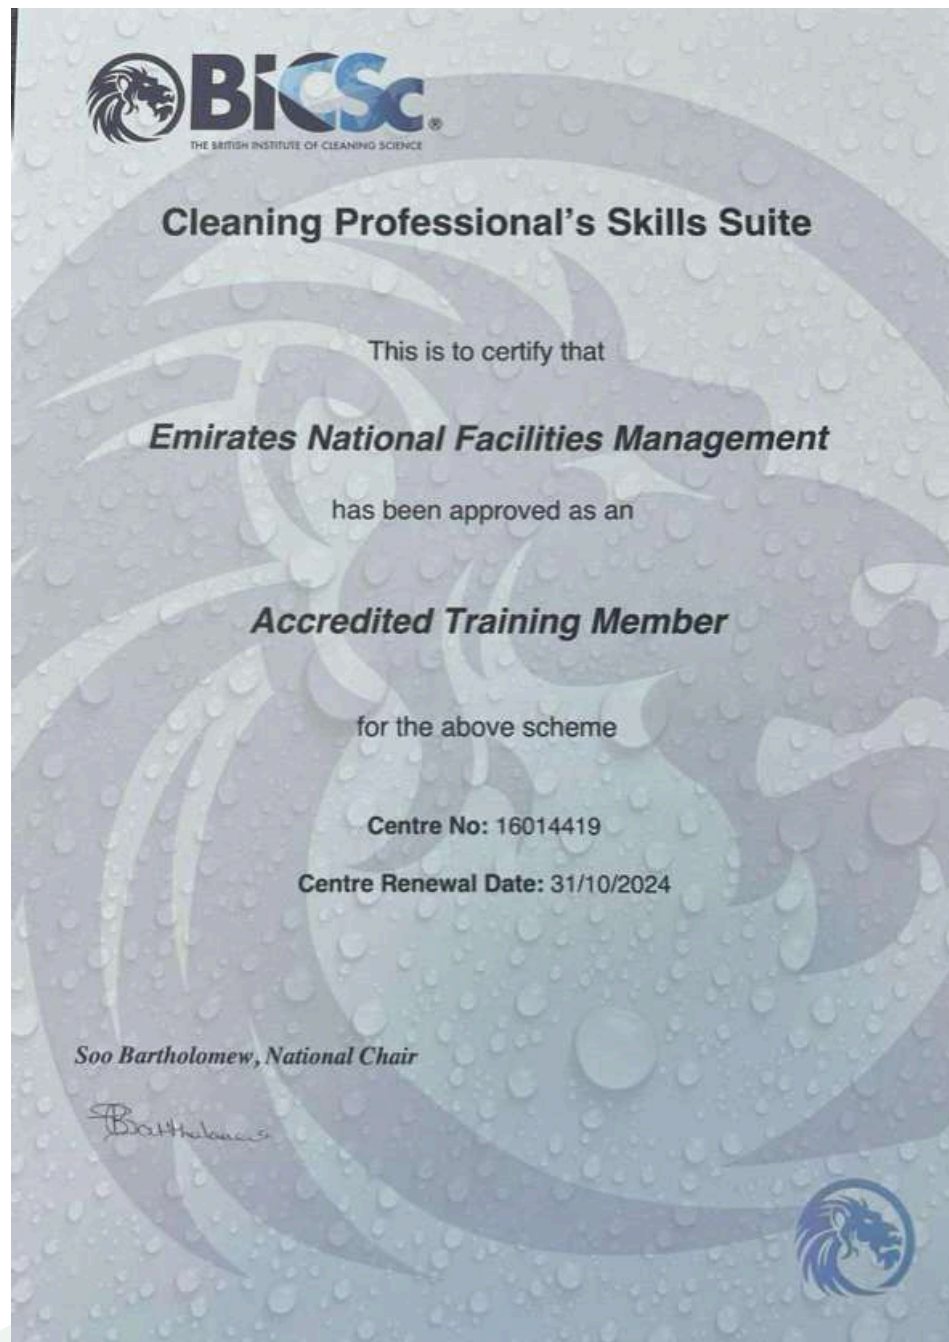 BICSc®
THE BRITISH INSTITUTE OF CLEANING SCIENCE
Cleaning Professional's Skills Suite
This is to certify that
Emirates National Facilities Management
has been approved as an
Accredited Training Member
for the above scheme
Centre No: 16014419
Centre Renewal Date: 31/10/2024
Soo Bartholomew, National Chair